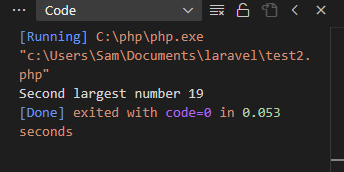 Code
[Running] C:\php\php.exe
"c:\Users\Sam\Documents\laravel\test2.
php"
Second largest number 19
[Done] exited with code=0 in 0.053
seconds